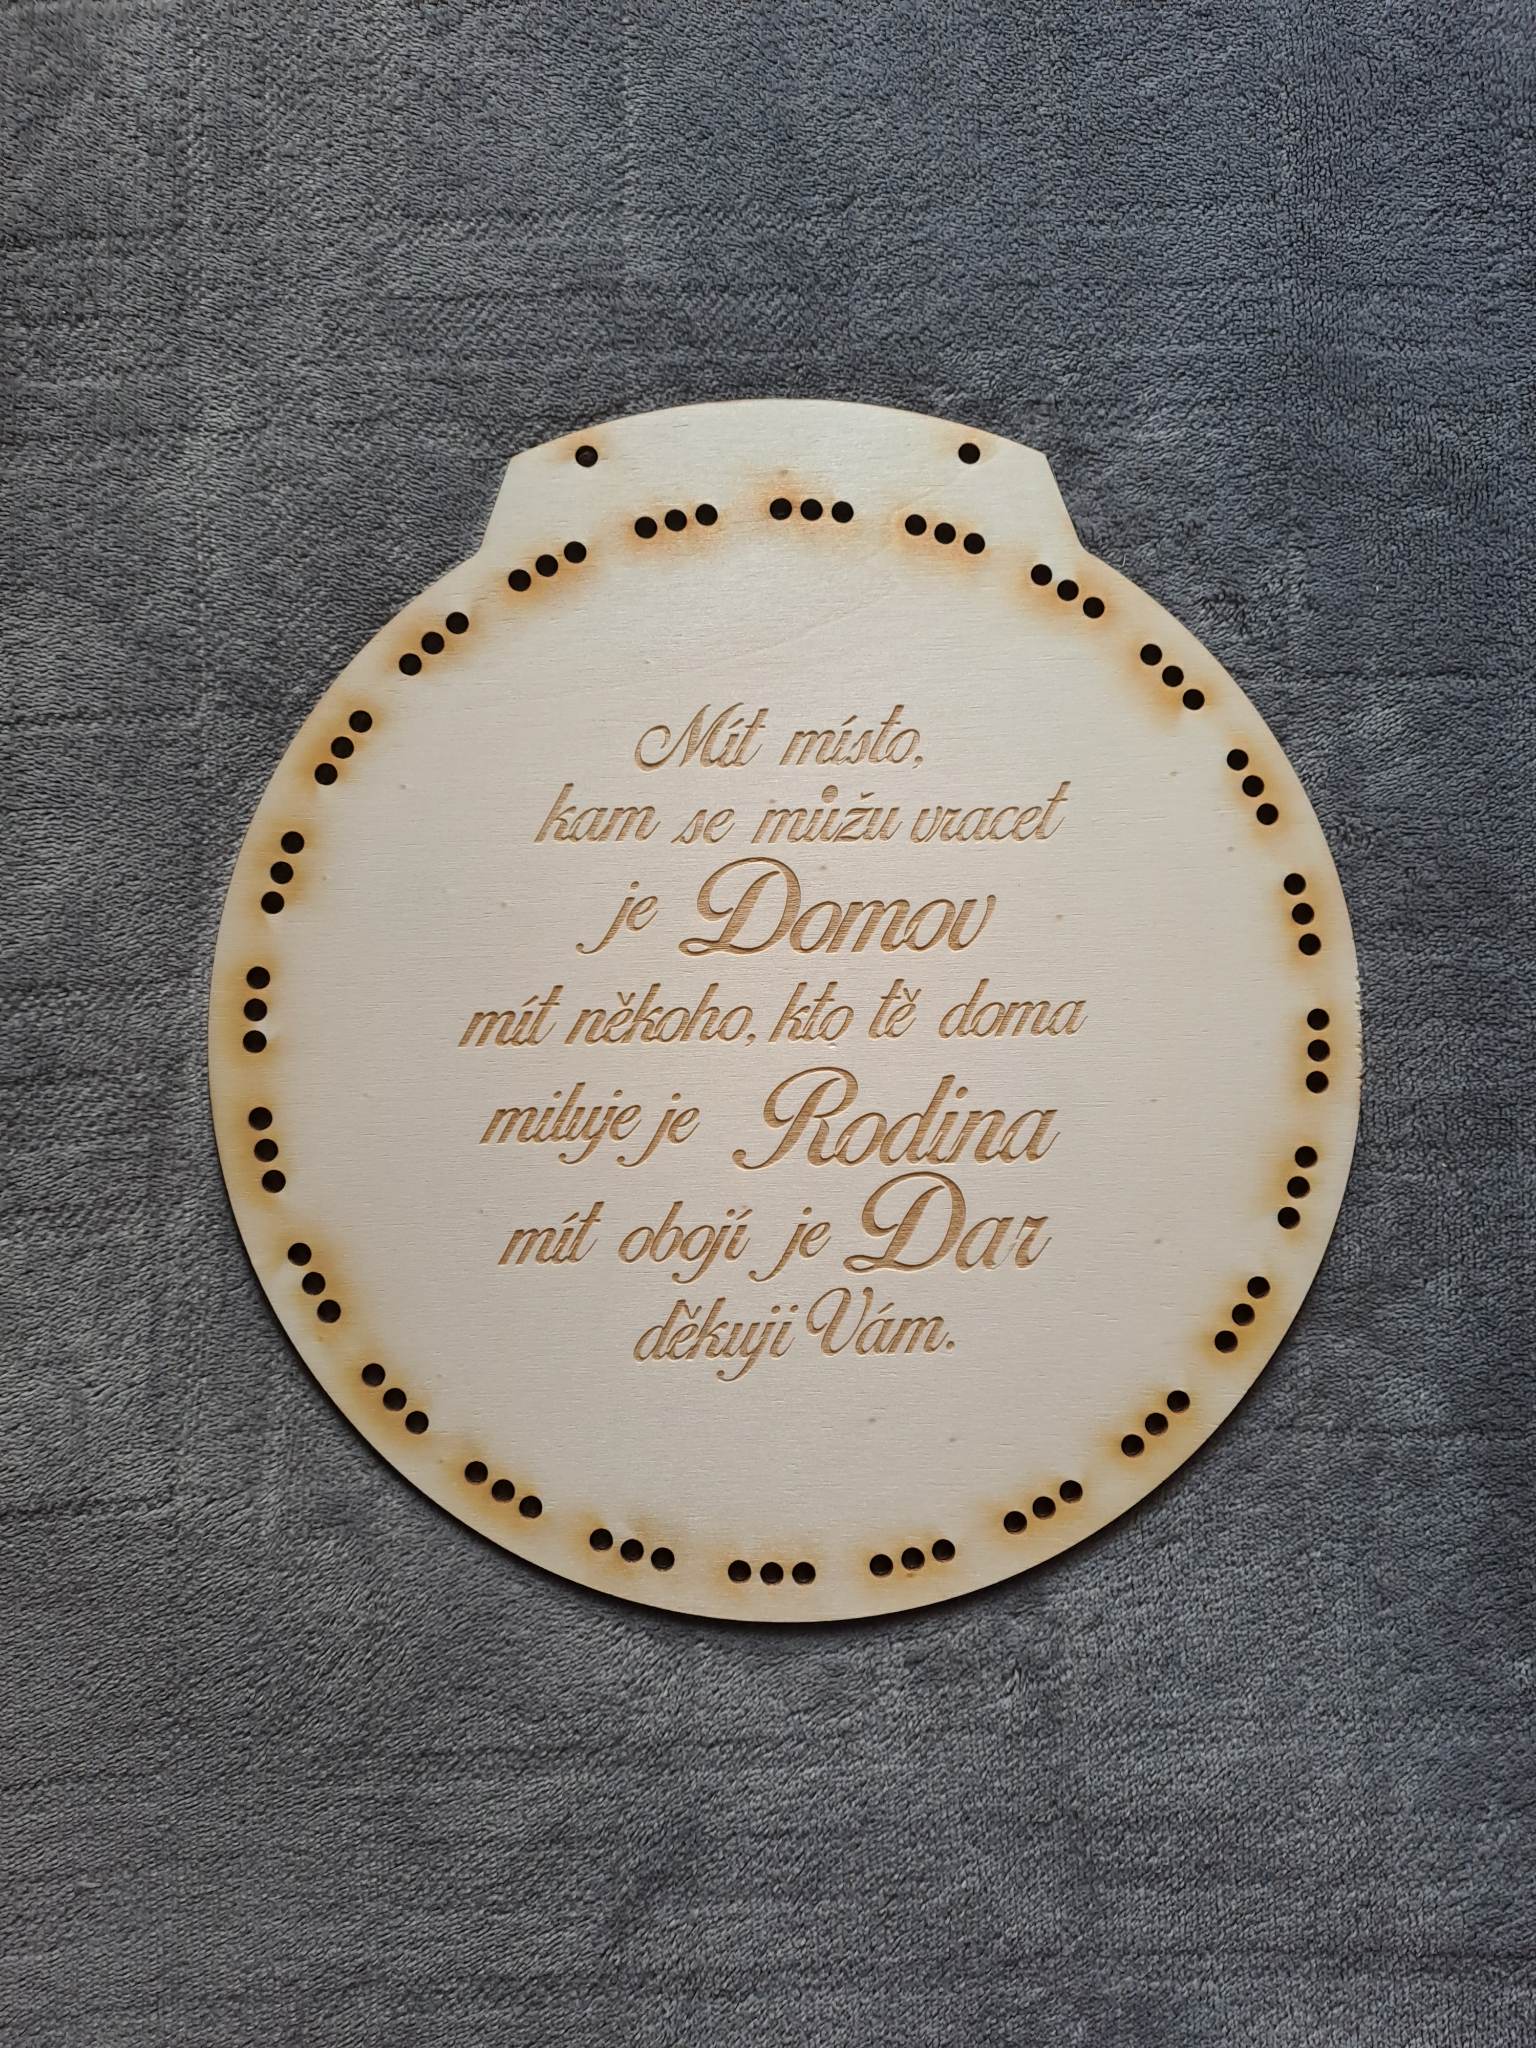 Mít místo,
kam se můžu vracet
je Domov
mít někoho, kto tě doma
miluje je Rodina
mít obojí je Dar
děkuji Vám.